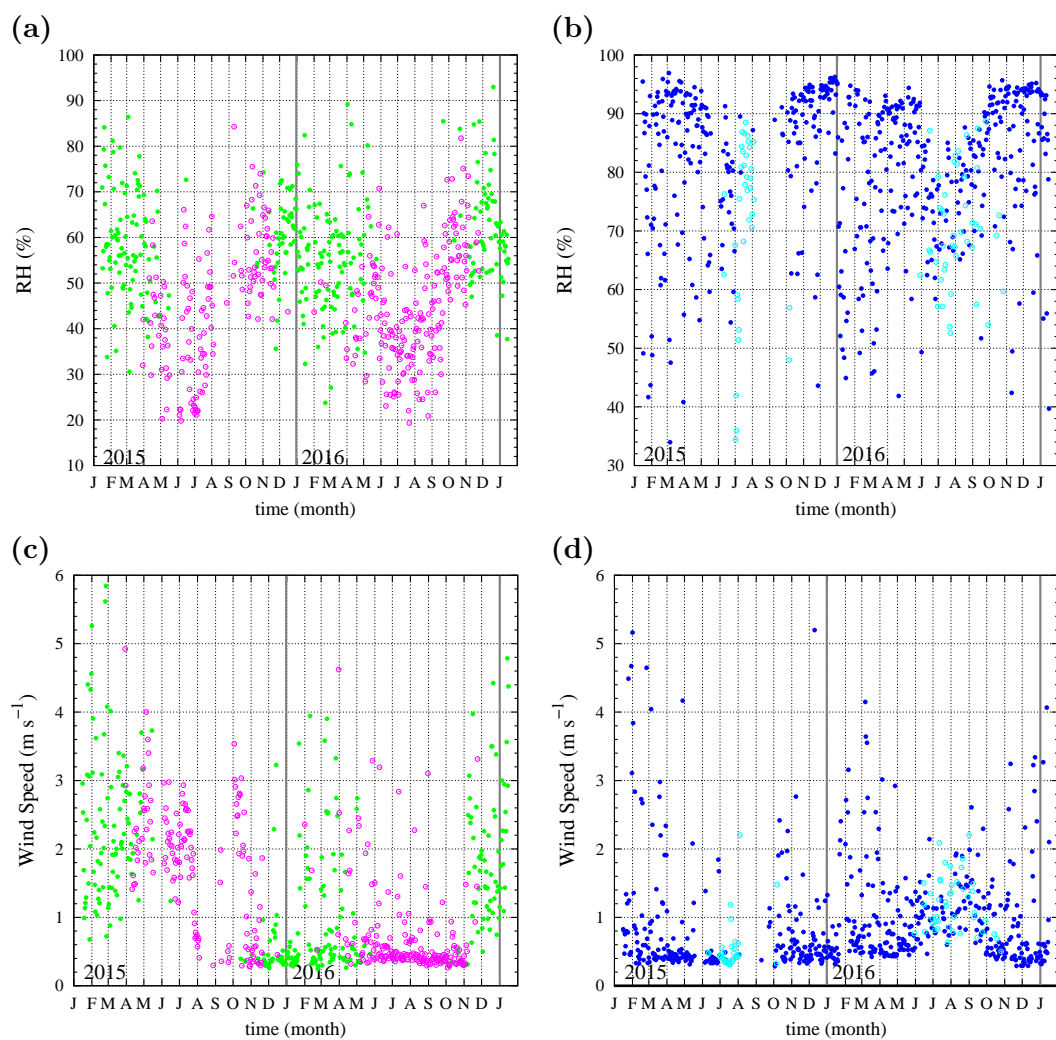 (a)
100
90
80
70
60
50
40
30
20
10
RH (%)
2015
2016
J F M A M J J A S O N D J F M A M J J A S O N D J
time (month)
(b)
100
90
80
70
60
50
40
30
RH (%)
2015
2016
J F M A M J J A S O N D J F M A M J J A S O N D J
time (month)
(c)
6
5
4
3
2
1
0
Wind Speed (m s⁻¹)
2015
2016
J F M A M J J A S O N D J F M A M J J A S O N D J
time (month)
(d)
6
5
4
3
2
1
0
Wind Speed (m s⁻¹)
2015
2016
J F M A M J J A S O N D J F M A M J J A S O N D J
time (month)